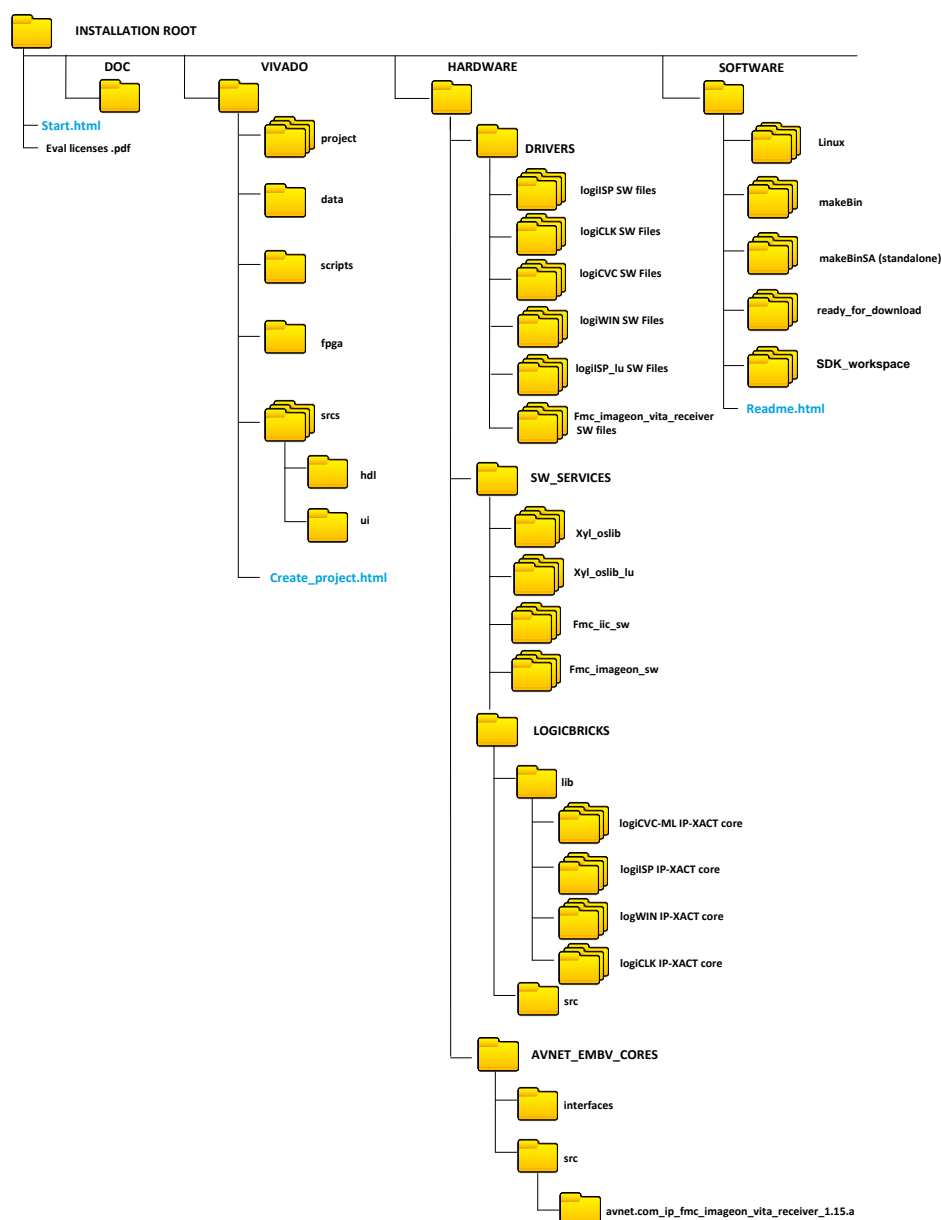 INSTALLATION ROOT
DOC
Start.html
Eval licenses .pdf
VIVADO
project
data
scripts
fpga
srcs
hdl
ui
Create_project.html
HARDWARE
DRIVERS
logiISP SW files
logiCLK SW Files
logiCVC SW Files
logiWIN SW Files
logiISP_lu SW Files
Fmc_imageon_vita_receiver
SW files
SW_SERVICES
Xyl_oslib
Xyl_oslib_lu
Fmc_iic_sw
Fmc_imageon_sw
LOGICBRICKS
lib
logiCVC-ML IP-XACT core
logiISP IP-XACT core
logWIN IP-XACT core
logiCLK IP-XACT core
src
AVNET_EMBV_CORES
interfaces
src
avnet.com_ip_fmc_imageon_vita_receiver_1.15.a
SOFTWARE
Linux
makeBin
makeBinSA (standalone)
ready_for_download
SDK_workspace
Readme.html